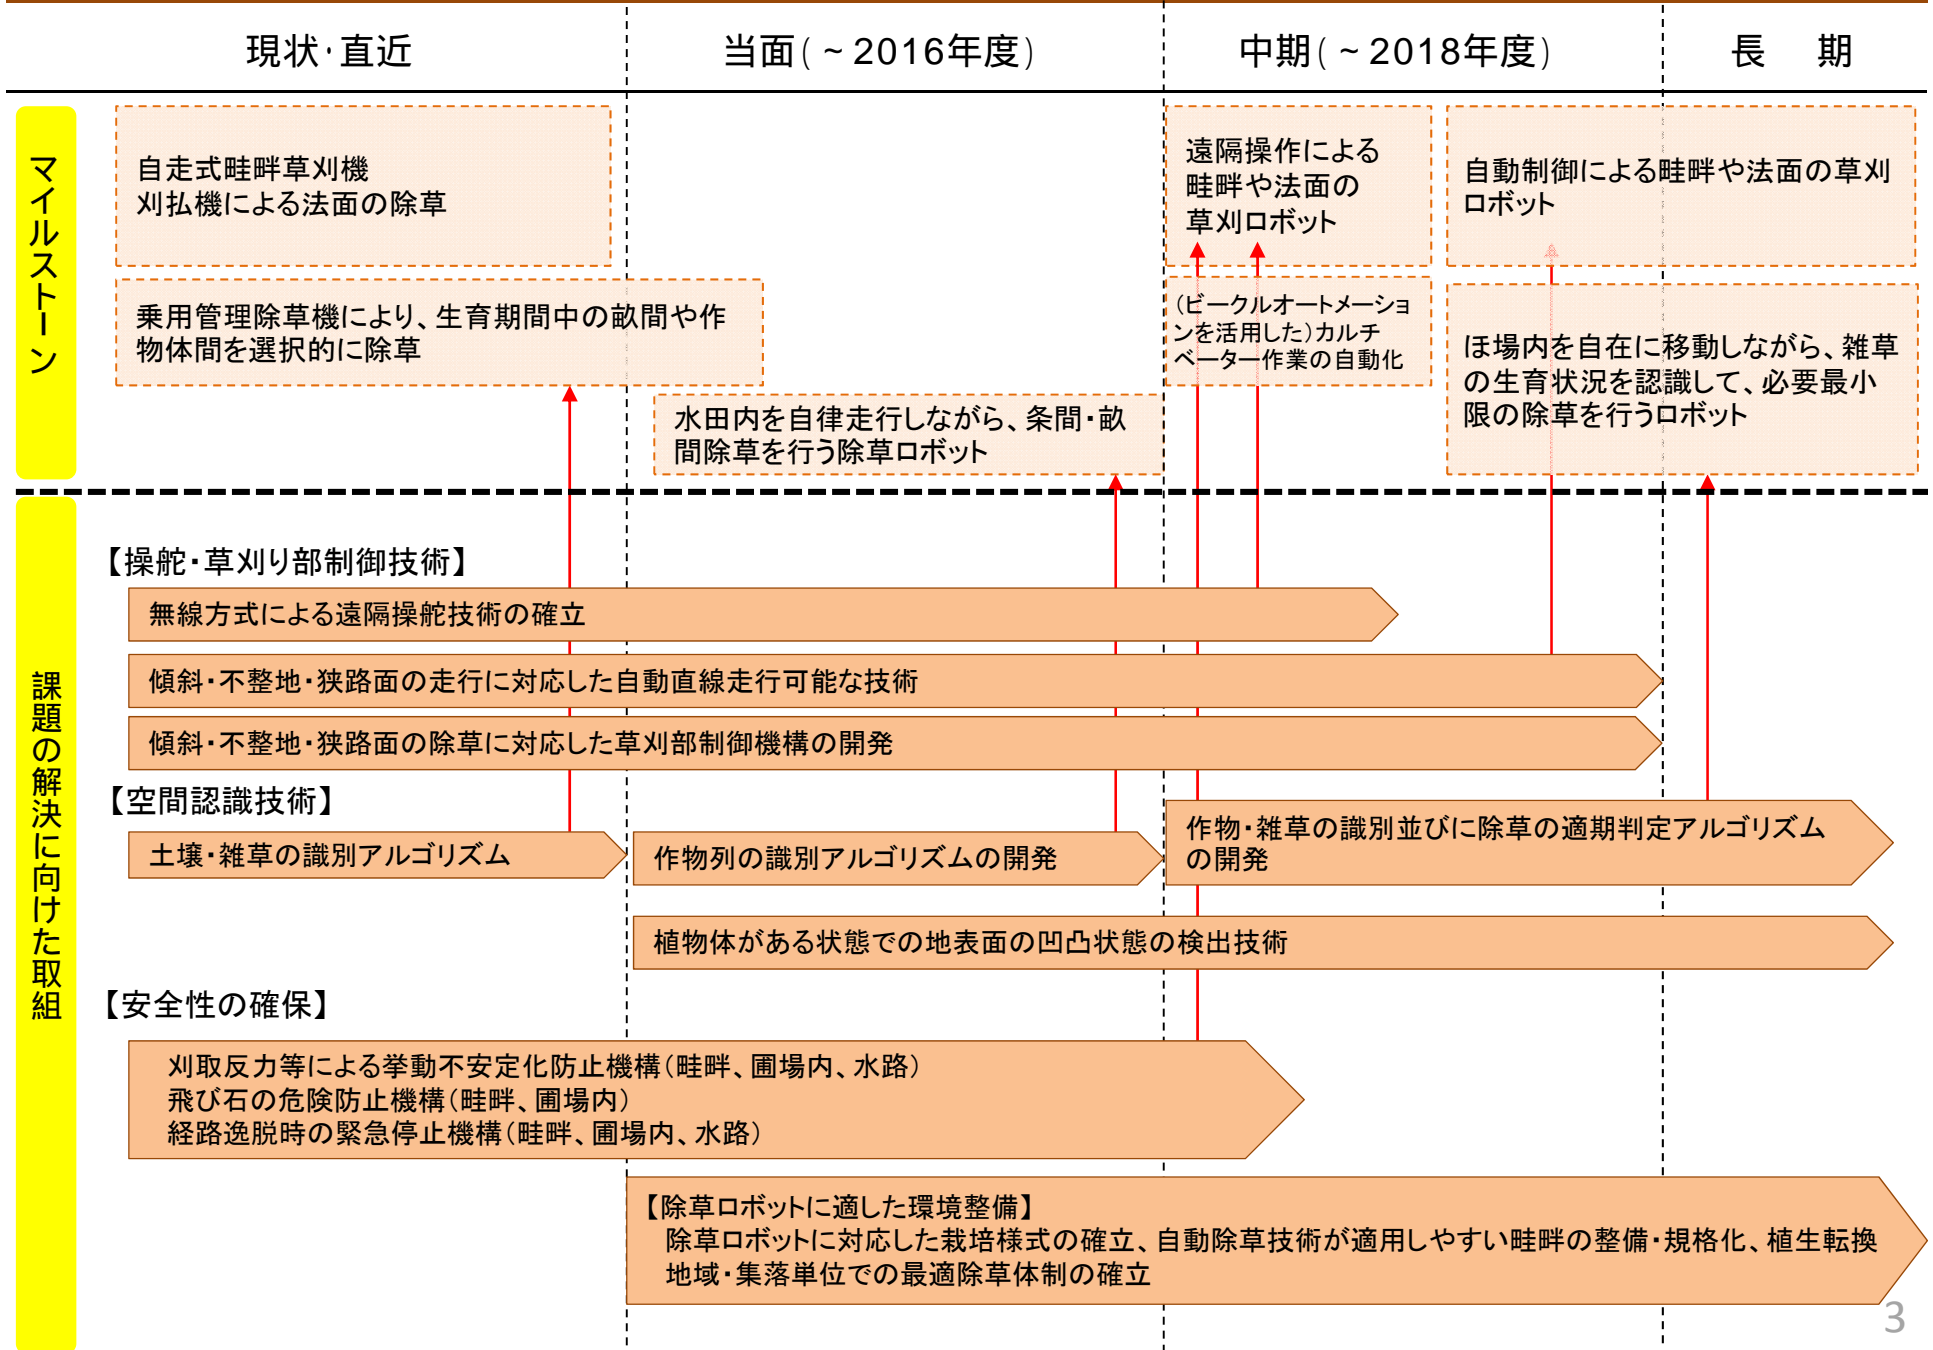 現状・直近
当面(~2016年度)
中期(~2018年度)
長 期
マイルストーン
自走式畦畔草刈機
刈払機による法面の除草
遠隔操作による
畦畔や法面の
草刈ロボット
自動制御による畦畔や法面の草刈
ロボット
乗用管理除草機により、生育期間中の畝間や作
物体間を選択的に除草
(ビークルオートメーショ
ンを活用した)カルチ
ベーター作業の自動化
ほ場内を自在に移動しながら、雑草
の生育状況を認識して、必要最小
限の除草を行うロボット
水田内を自律走行しながら、条間・畝
間除草を行う除草ロボット
課題の解決に向けた取組
【操舵・草刈り部制御技術】
無線方式による遠隔操舵技術の確立
傾斜・不整地・狭路面の走行に対応した自動直線走行可能な技術
傾斜・不整地・狭路面の除草に対応した草刈部制御機構の開発
【空間認識技術】
土壌・雑草の識別アルゴリズム
作物列の識別アルゴリズムの開発
作物・雑草の識別並びに除草の適期判定アルゴリズム
の開発
植物体がある状態での地表面の凹凸状態の検出技術
【安全性の確保】
刈取反力等による挙動不安定化防止機構(畦畔、圃場内、水路)
飛び石の危険防止機構(畦畔、圃場内)
経路逸脱時の緊急停止機構(畦畔、圃場内、水路)
【除草ロボットに適した環境整備】
除草ロボットに対応した栽培様式の確立、自動除草技術が適用しやすい畦畔の整備・規格化、植生転換
地域・集落単位での最適除草体制の確立
3